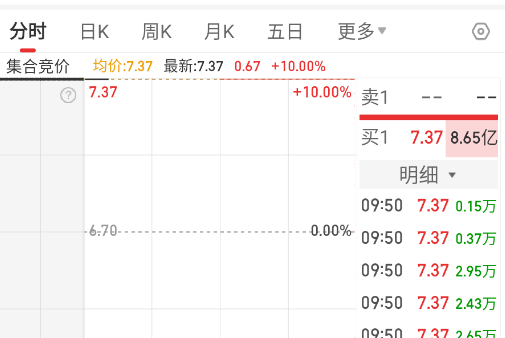 分时 日K 周K 月K 五日 更多
集合竞价 均价:7.37 最新:7.37 0.67 +10.00%
7.37 +10.00%
卖1 -- --
买1 7.37 8.65亿
明细
09:50 7.37 0.15万
6.70 0.00%
09:50 7.37 0.37万
09:50 7.37 2.95万
09:50 7.37 2.43万
09:50 7.37 2.65万